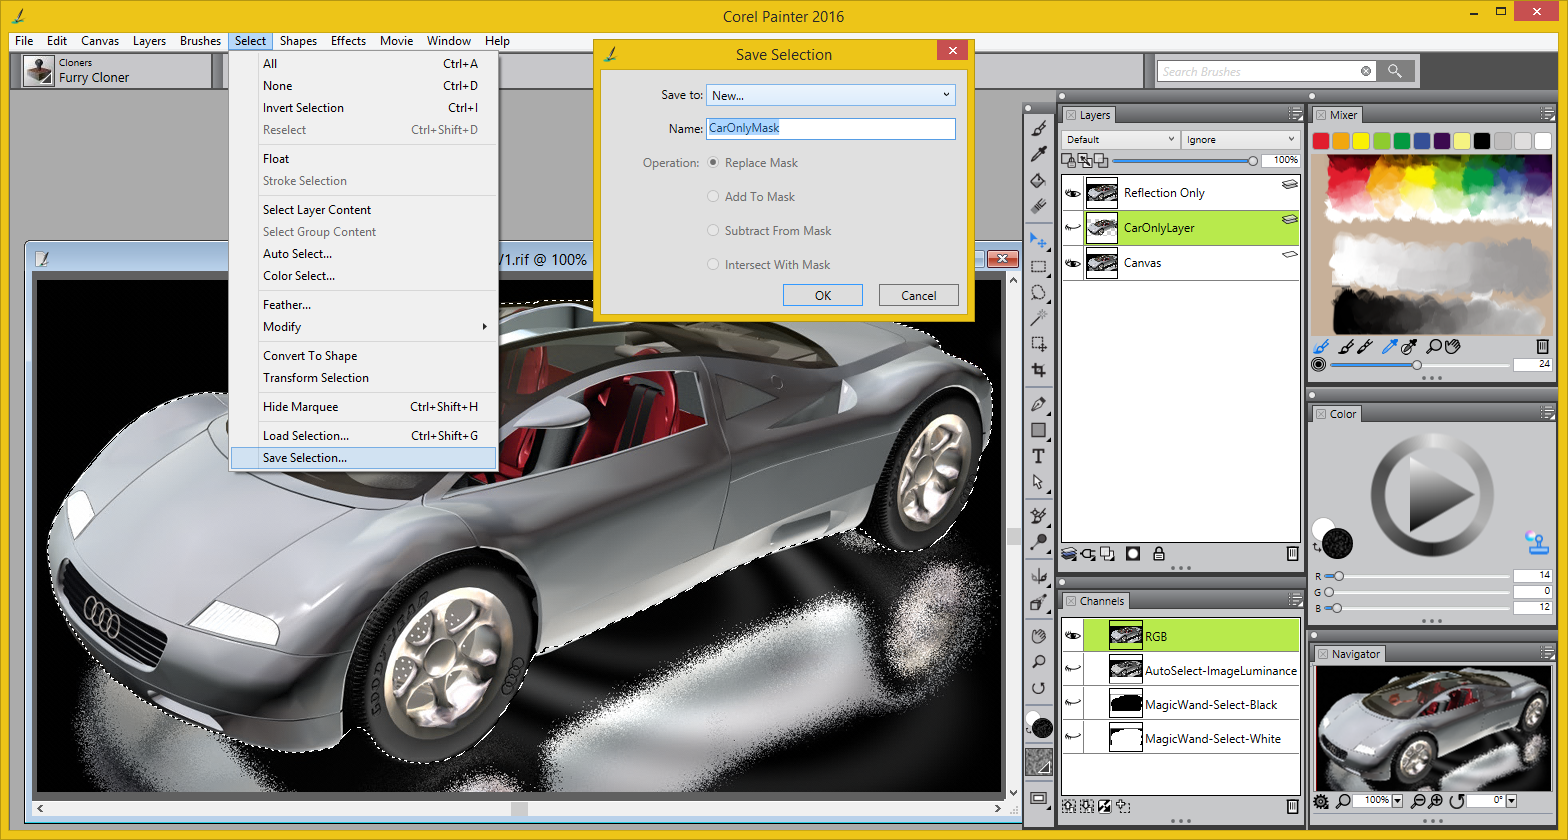 Corel Painter 2016
File Edit Canvas Layers Brushes Select Shapes Effects Movie Window Help
Cloners
Furry Cloner
Search Brushes
All Ctrl+A
None Ctrl+D
Invert Selection Ctrl+I
Reselect Ctrl+Shift+D
Float
Stroke Selection
Select Layer Content
Select Group Content
Auto Select...
Color Select...
Feather...
Modify
Convert To Shape
Transform Selection
Hide Marquee Ctrl+Shift+H
Load Selection... Ctrl+Shift+G
Save Selection...
/1.rif @ 100%
Save Selection
Save to: New...
Name: CarOnlyMask
Operation: Replace Mask
Add To Mask
Subtract From Mask
Intersect With Mask
OK Cancel
GOODYEAR
T
Layers
Default Ignore
100%
Reflection Only
CarOnlyLayer
Canvas
Channels
RGB
AutoSelect-ImageLuminance
MagicWand-Select-Black
MagicWand-Select-White
Mixer
24
Color
R 14
G 0
B 12
Navigator
100% 0°